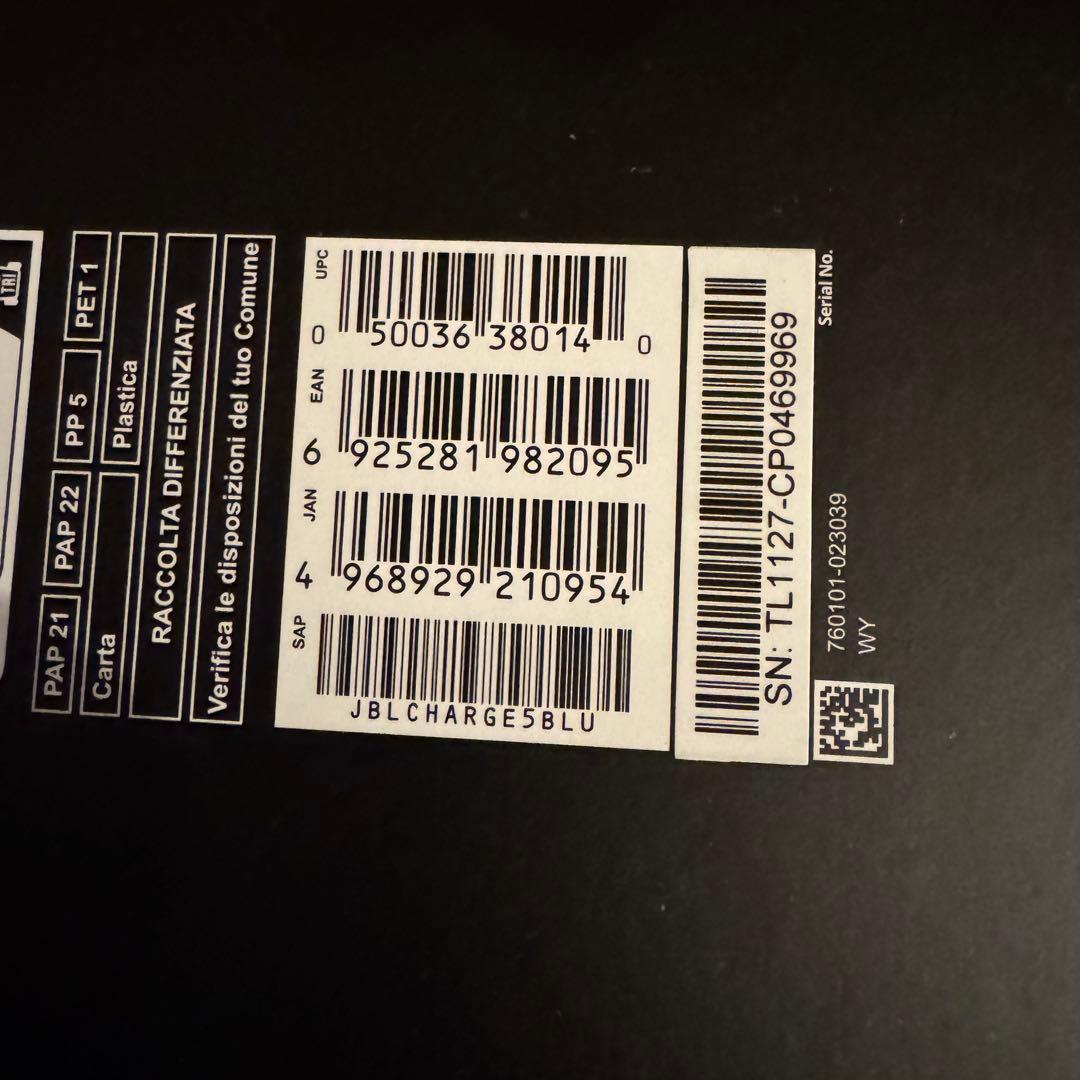 TRI
PAP 21
PAP 22
PP 5
PET 1
Carta
Plastica
RACCOLTA DIFFERENZIATA
Verifica le disposizioni del tuo Comune
UPC
0 50036 38014 0
EAN
6 925281 982095
JAN
4 968929 210954
SAP
JBLCHARGE5BLU
SN: TL1127-CP0469969
Serial No.
760101-023039
WY